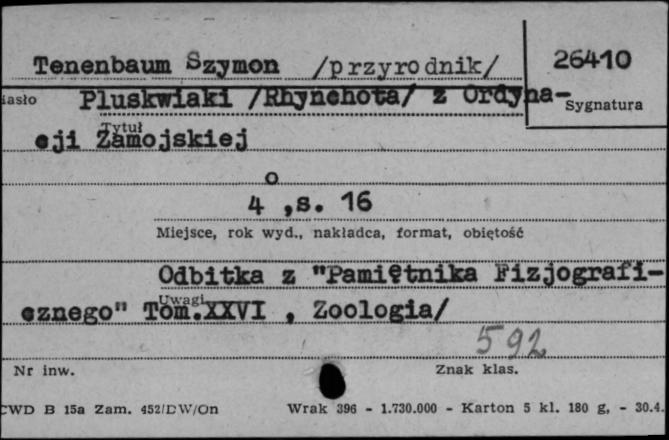 Tenenbaum Szymon /przyrodnik/
26410
iasło Pluskwiaki /Rhynchota/ z Ordyna-
Sygnatura
Tytuł
cji Zamojskiej
4°, s. 16
Miejsce, rok wyd., nakładca, format, objętość
Odbitka z "Pamiętnika Fizjografi-
Uwagi
cznego" Tom.XXVI , Zoologia/
592
Nr inw.
Znak klas.
CWD B 15a Zam. 452/DW/On Wrak 396 - 1.730.000 - Karton 5 kl. 180 g, - 30.4.